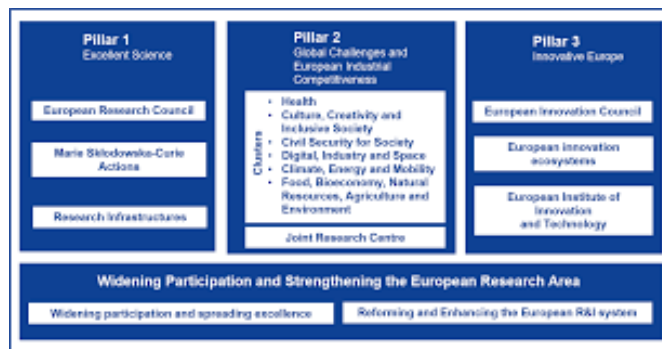 Pillar 1
Excellent Science
European Research Council
Marie Skłodowska-Curie
Actions
Research Infrastructures
Pillar 2
Global Challenges and
European Industrial
Competitiveness
Clusters
• Health
• Culture, Creativity and
Inclusive Society
• Civil Security for Society
• Digital, Industry and Space
• Climate, Energy and Mobility
• Food, Bioeconomy, Natural
Resources, Agriculture and
Environment
Joint Research Centre
Pillar 3
Innovative Europe
European Innovation Council
European innovation
ecosystems
European Institute of
Innovation
and Technology
Widening Participation and Strengthening the European Research Area
Widening participation and spreading excellence
Reforming and Enhancing the European R&I system